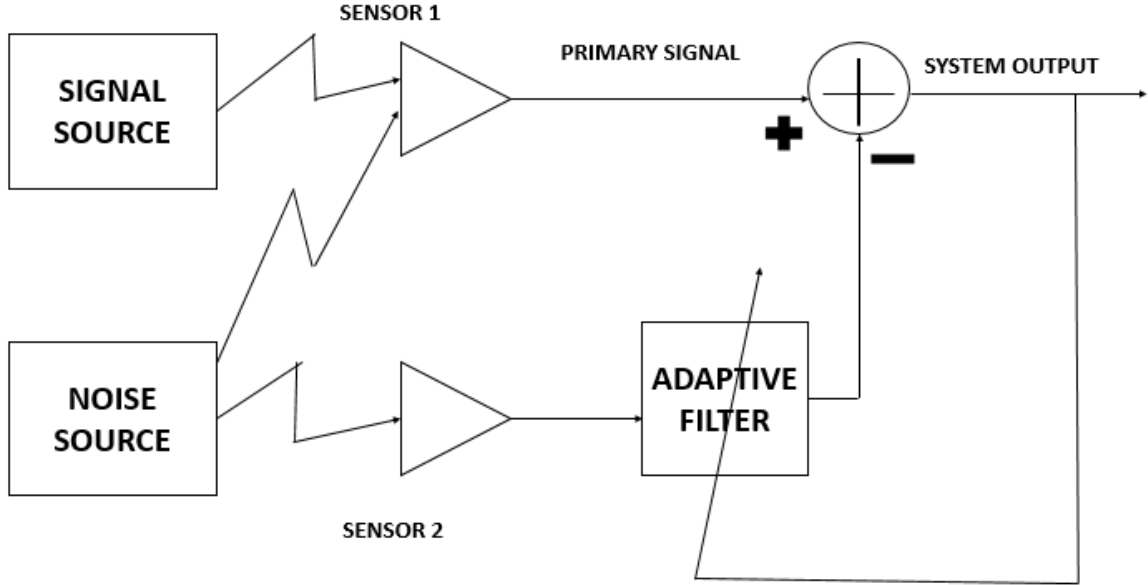 SENSOR 1
SIGNAL
SOURCE
PRIMARY SIGNAL
SYSTEM OUTPUT
+
-
NOISE
SOURCE
ADAPTIVE
FILTER
SENSOR 2